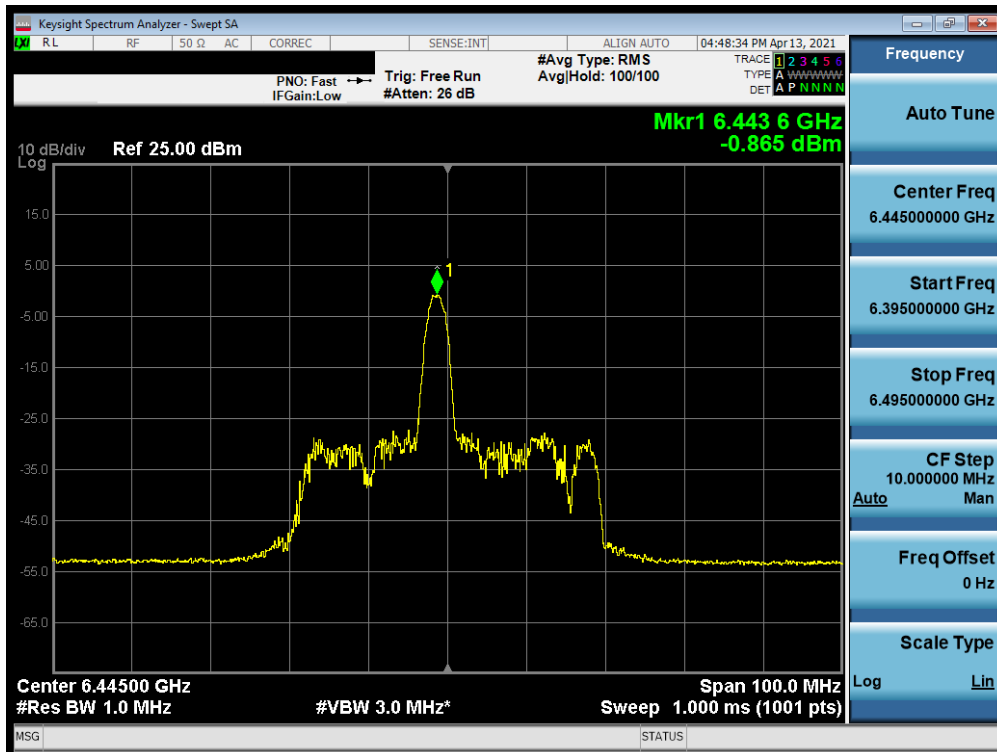 Keysight Spectrum Analyzer - Swept SA
LXI RL RF 50 Ω AC CORREC SENSE:INT ALIGN AUTO 04:48:34 PM Apr 13, 2021
PNO: Fast
IFGain:Low
Trig: Free Run
#Atten: 26 dB
#Avg Type: RMS
Avg|Hold: 100/100
TRACE 1 2 3 4 5 6
TYPE A WWWWW
DET A P N N N N
Mkr1 6.443 6 GHz
-0.865 dBm
10 dB/div Ref 25.00 dBm
Log
15.0
5.00
-5.00
-15.0
-25.0
-35.0
-45.0
-55.0
-65.0
1
Center 6.44500 GHz Span 100.0 MHz
#Res BW 1.0 MHz #VBW 3.0 MHz* Sweep 1.000 ms (1001 pts)
MSG STATUS
Frequency
Auto Tune
Center Freq
6.445000000 GHz
Start Freq
6.395000000 GHz
Stop Freq
6.495000000 GHz
CF Step
10.000000 MHz
Auto Man
Freq Offset
0 Hz
Scale Type
Log Lin